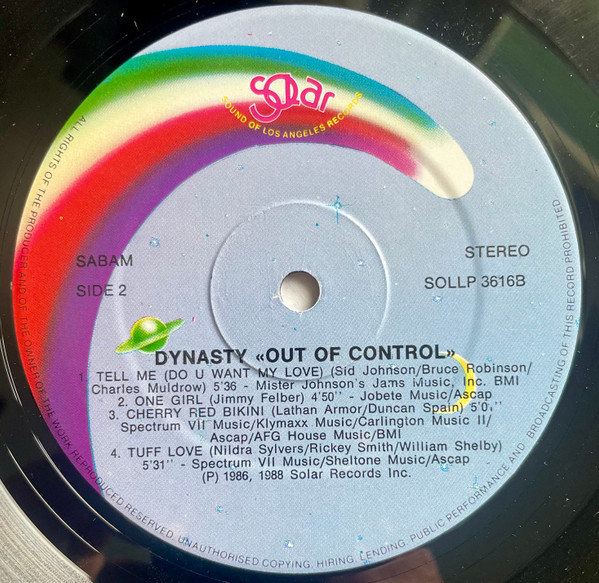 Solar
SOUND OF LOS ANGELES RECORDS
SABAM
STEREO
SIDE 2
SOLLP 3616B
DYNASTY «OUT OF CONTROL»
1. TELL ME (DO U WANT MY LOVE) (Sid Johnson/Bruce Robinson/
Charles Muldrow) 5'36 - Mister Johnson's Jams Music, Inc. BMI
2. ONE GIRL (Jimmy Felber) 4'50'' - Jobete Music/Ascap
3. CHERRY RED BIKINI (Lathan Armor/Duncan Spain) 5'0,''
Spectrum VII Music/Klymaxx Music/Carlington Music II/
Ascap/AFG House Music/BMI
4. TUFF LOVE (Nildra Sylvers/Rickey Smith/William Shelby)
5'31'' - Spectrum VII Music/Sheltone Music/Ascap
(P) 1986, 1988 Solar Records Inc.
ALL RIGHTS OF THE PRODUCER AND OF THE OWNER OF THE WORK REPRODUCED RESERVED. UNAUTHORISED COPYING, HIRING, LENDING, PUBLIC PERFORMANCE AND BROADCASTING OF THIS RECORD PROHIBITED.